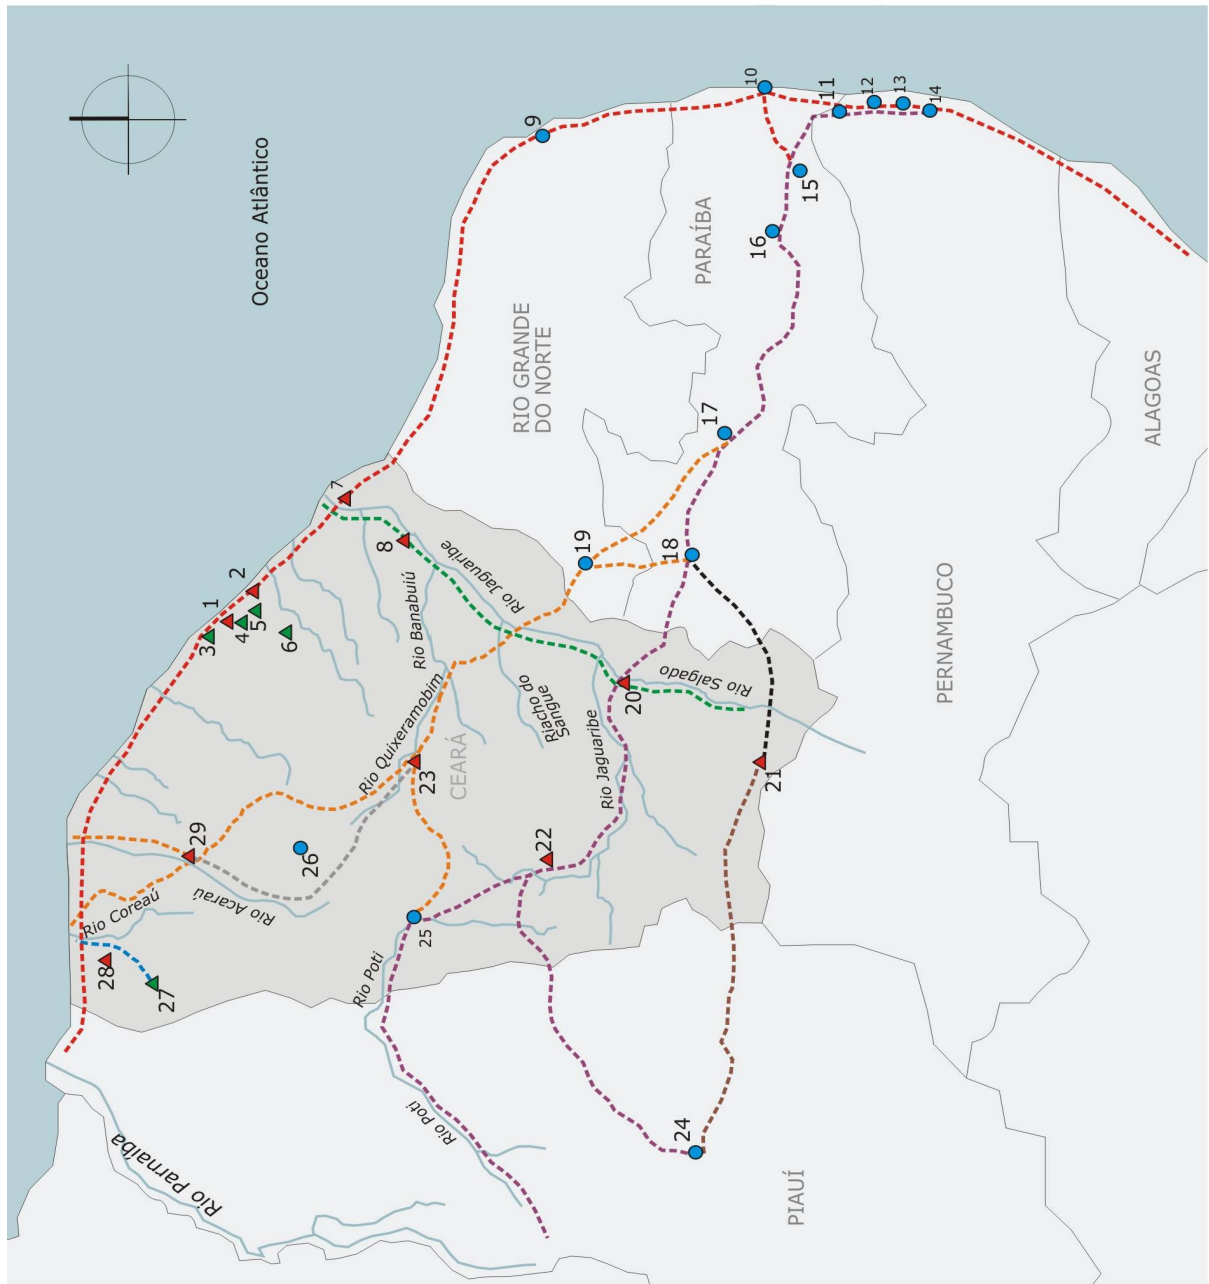 Oceano Atlântico
1
2
3
4
5
6
7
8
9
10
11
12
13
14
15
16
17
18
19
20
21
22
23
24
25
26
27
28
29
Rio Parnaíba
Rio Coreaú
Rio Acaraú
Rio Poti
Rio Poti
Rio Quixeramobim
Rio Banabuiú
Rio Jaguaribe
Riacho do
Sangue
Rio Jaguaribe
Rio Salgado
CEARÁ
RIO GRANDE
DO NORTE
PARAÍBA
PERNAMBUCO
ALAGOAS
PIAUÍ